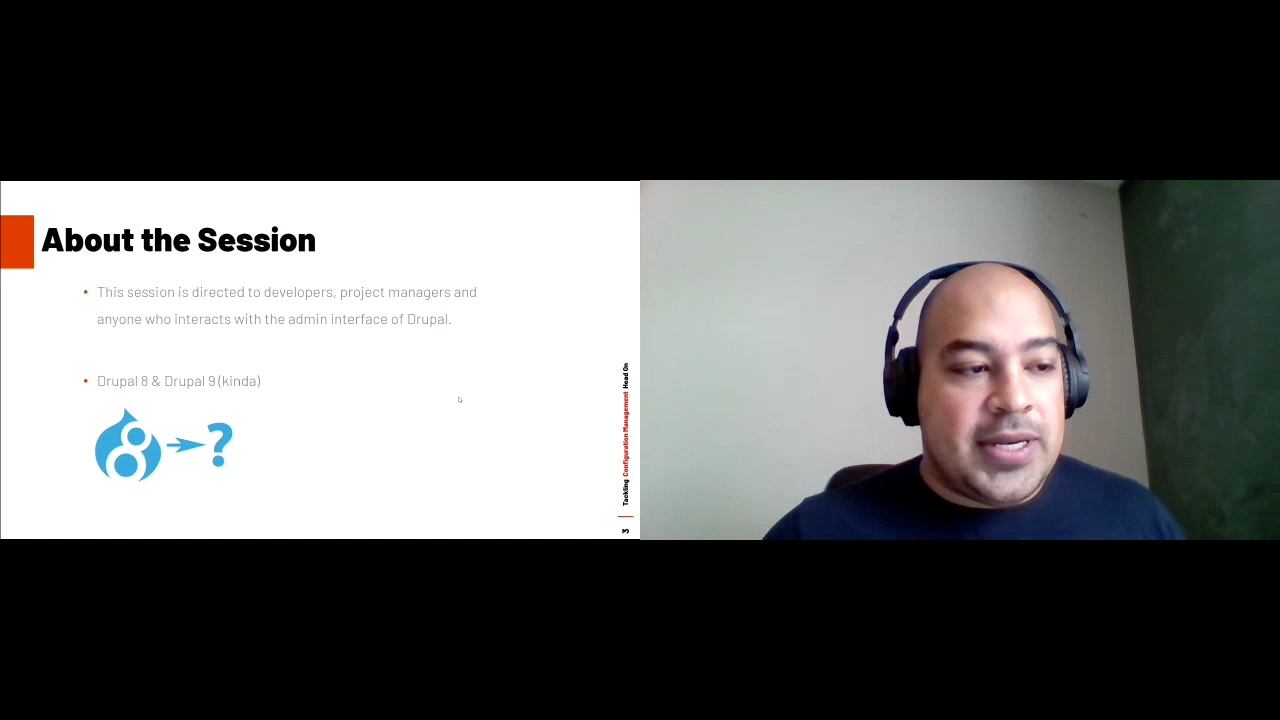 About the Session
• This session is directed to developers, project managers and
anyone who interacts with the admin interface of Drupal.
• Drupal 8 & Drupal 9 (kinda)
8 ?
Tackling Configuration Management Head On
3